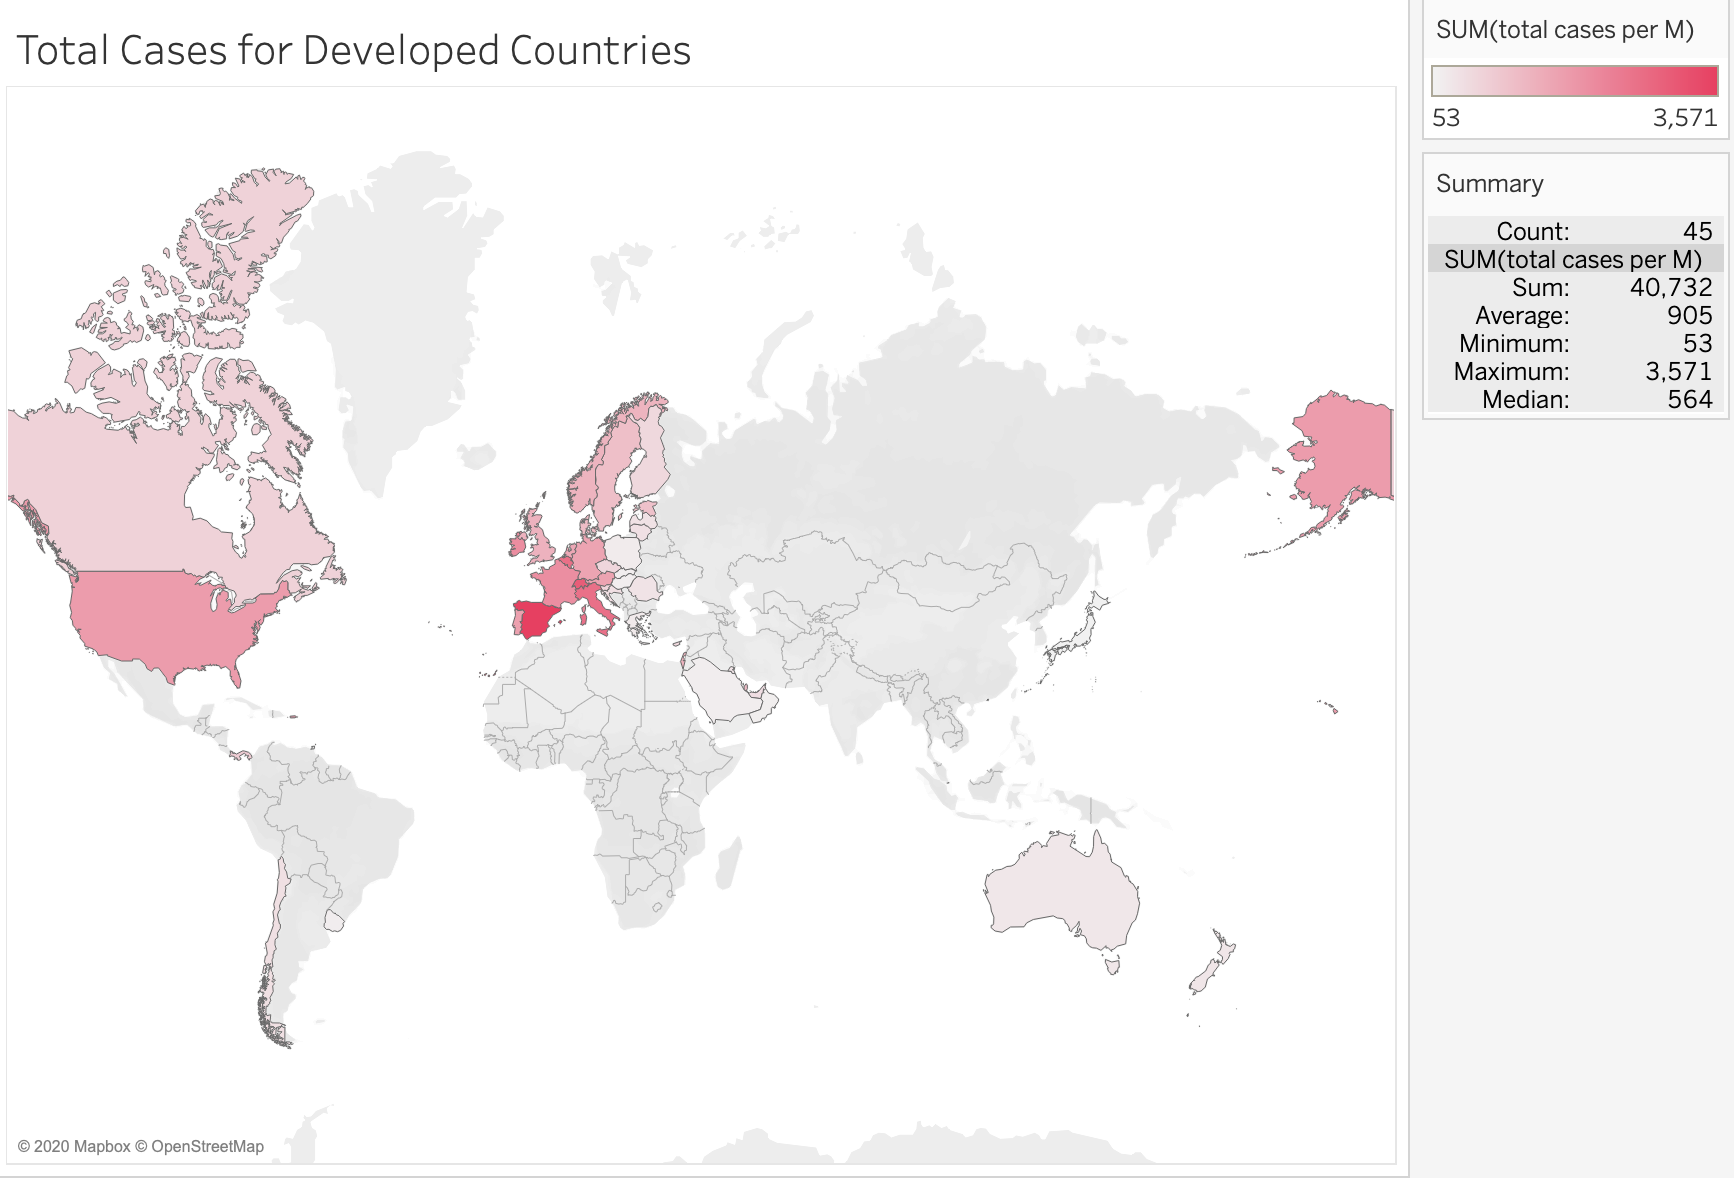 Total Cases for Developed Countries
SUM(total cases per M)
53 3,571
Summary
Count: 45
SUM(total cases per M)
Sum: 40,732
Average: 905
Minimum: 53
Maximum: 3,571
Median: 564
© 2020 Mapbox © OpenStreetMap